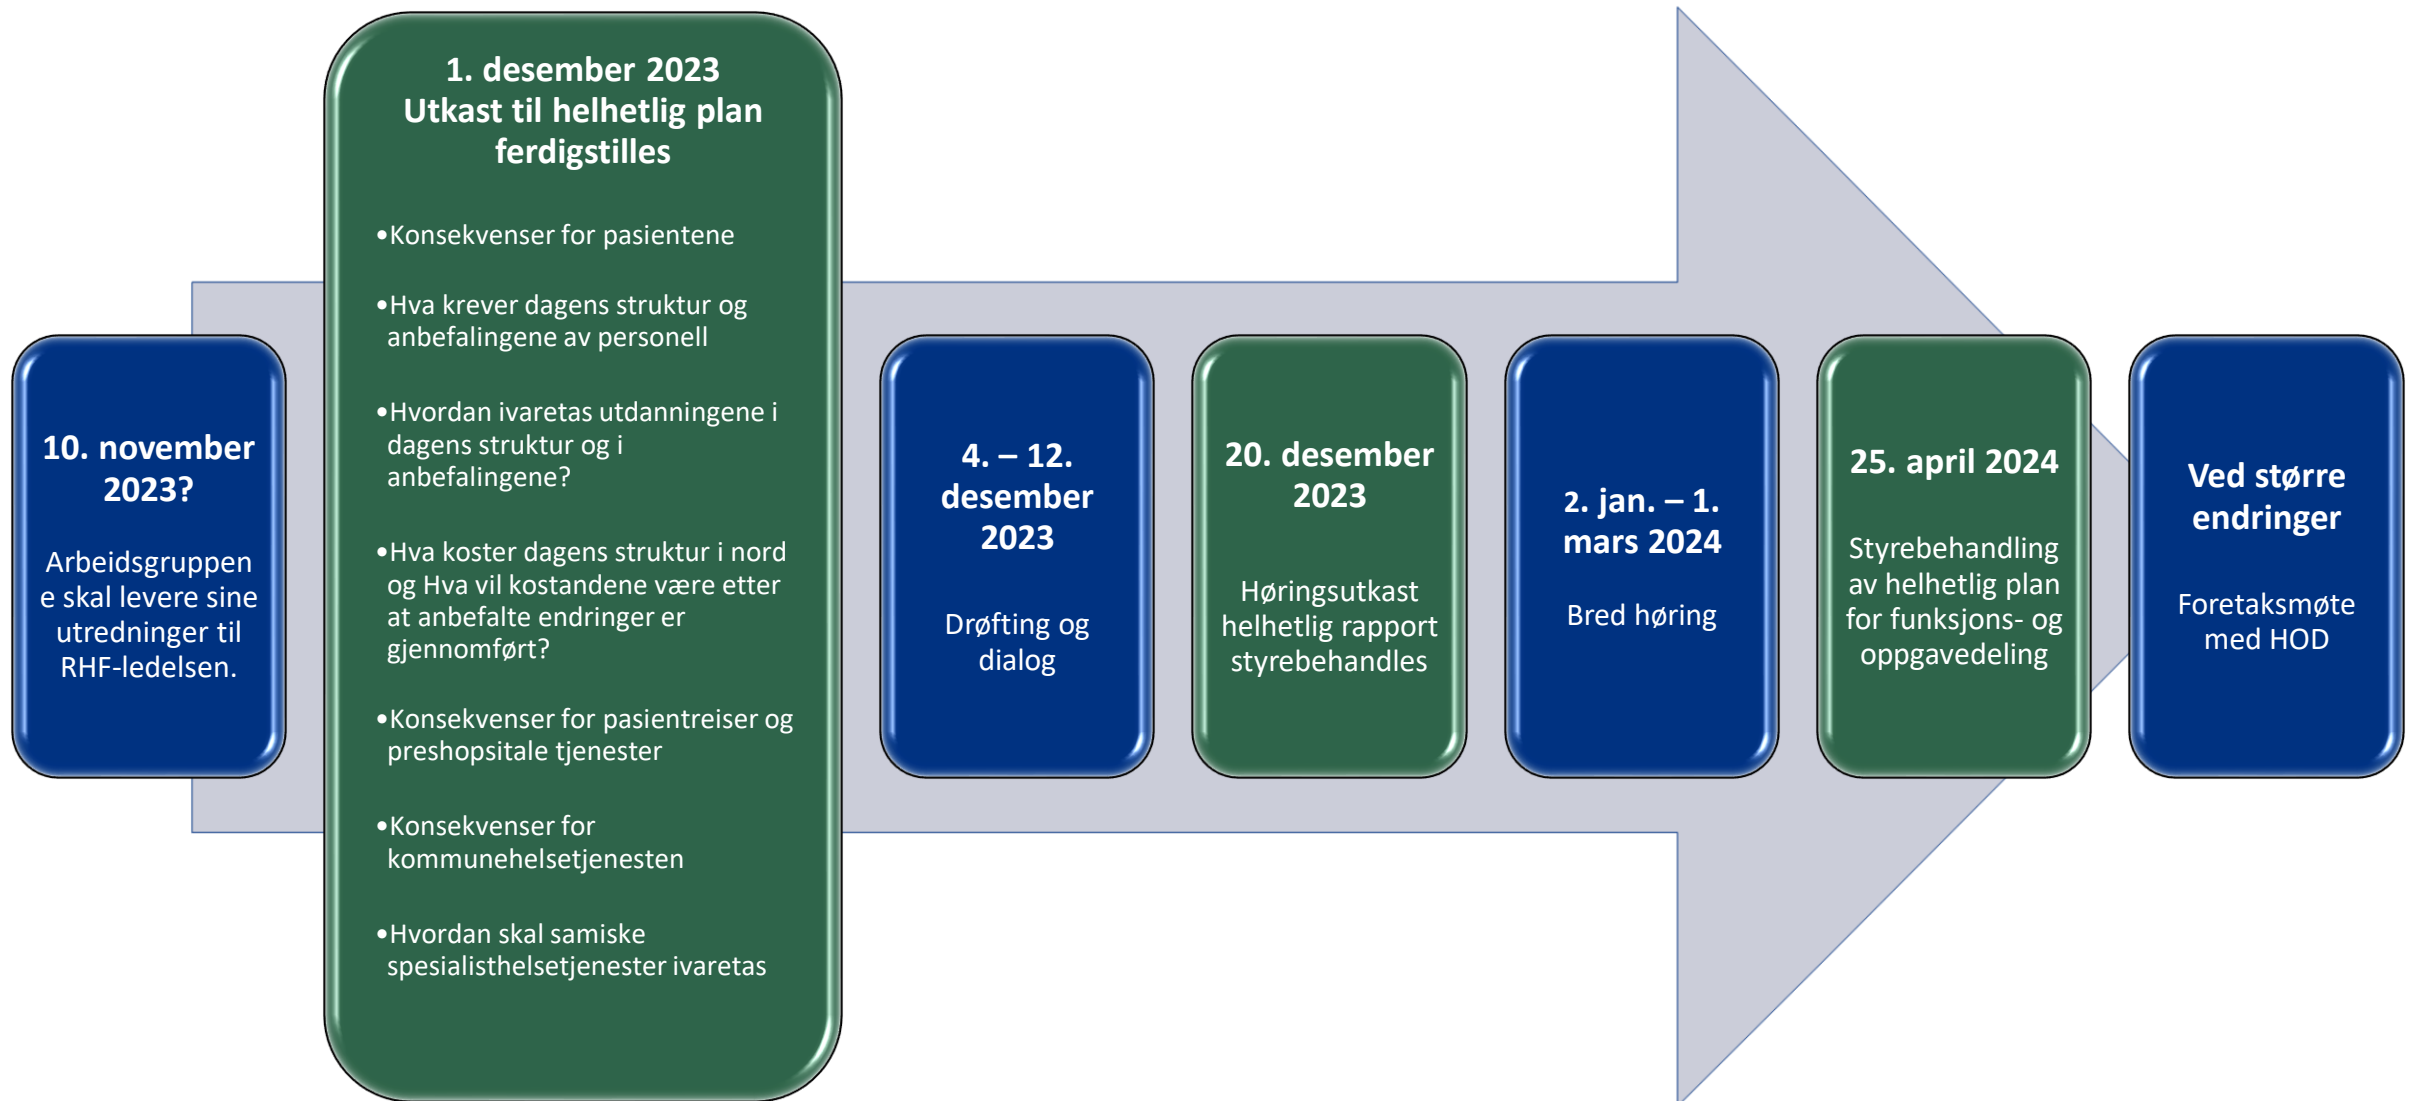 10. november
2023?
Arbeidsgruppen
e skal levere sine
utredninger til
RHF-ledelsen.
1. desember 2023
Utkast til helhetlig plan
ferdigstilles
•Konsekvenser for pasientene
•Hva krever dagens struktur og
anbefalingene av personell
•Hvordan ivaretas utdanningene i
dagens struktur og i
anbefalingene?
•Hva koster dagens struktur i nord
og Hva vil kostandene være etter
at anbefalte endringer er
gjennomført?
•Konsekvenser for pasientreiser og
preshopsitale tjenester
•Konsekvenser for
kommunehelsetjenesten
•Hvordan skal samiske
spesialisthelsetjenester ivaretas
4. – 12.
desember
2023
Drøfting og
dialog
20. desember
2023
Høringsutkast
helhetlig rapport
styrebehandles
2. jan. – 1.
mars 2024
Bred høring
25. april 2024
Styrebehandling
av helhetlig plan
for funksjons- og
oppgavedeling
Ved større
endringer
Foretaksmøte
med HOD